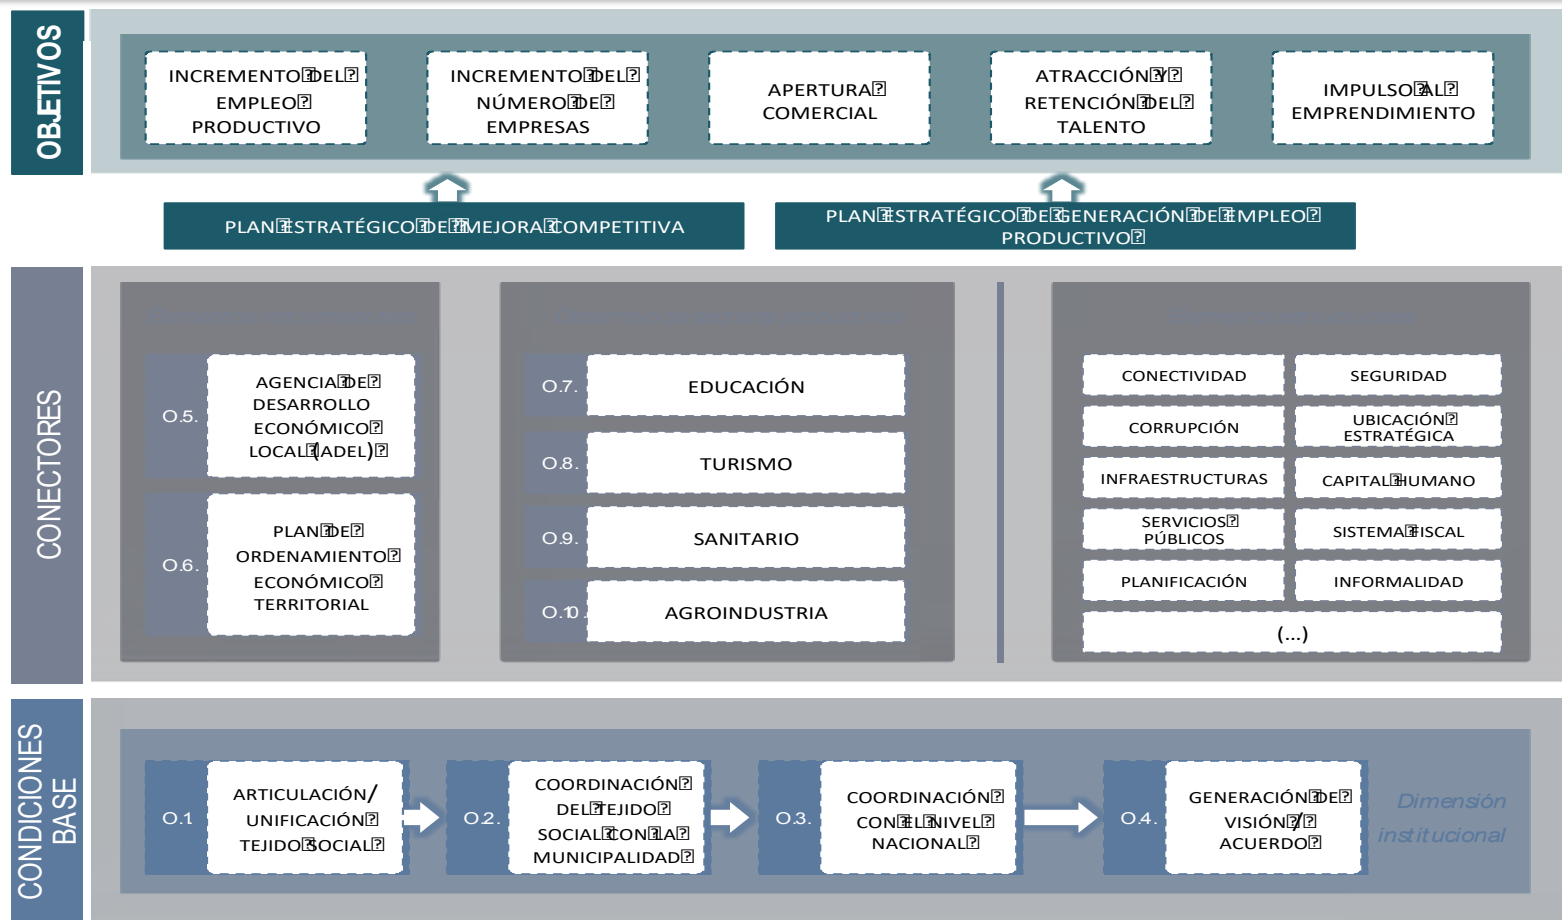 OBJETIVOS
INCREMENTO DEL
EMPLEO
PRODUCTIVO
INCREMENTO DEL
NÚMERO DE
EMPRESAS
APERTURA
COMERCIAL
ATRACCIÓN Y
RETENCIÓN DEL
TALENTO
IMPULSO AL
EMPRENDIMIENTO
PLAN ESTRATÉGICO DE MEJORA COMPETITIVA
PLAN ESTRATÉGICO DE GENERACIÓN DE EMPLEO
PRODUCTIVO
CONECTORES
O.5.
AGENCIA DE
DESARROLLO
ECONÓMICO
LOCAL (ADEL)
O.6.
PLAN DE
ORDENAMIENTO
ECONÓMICO
TERRITORIAL
O.7.
EDUCACIÓN
O.8.
TURISMO
O.9.
SANITARIO
O.10.
AGROINDUSTRIA
CONECTIVIDAD
SEGURIDAD
CORRUPCIÓN
UBICACIÓN
ESTRATÉGICA
INFRAESTRUCTURAS
CAPITAL HUMANO
SERVICIOS
PÚBLICOS
SISTEMA FISCAL
PLANIFICACIÓN
INFORMALIDAD
(...)
CONDICIONES
BASE
O.1
ARTICULACIÓN/
UNIFICACIÓN
TEJIDO SOCIAL
O.2.
COORDINACIÓN
DEL TEJIDO
SOCIAL CON LA
MUNICIPALIDAD
O.3.
COORDINACIÓN
CON EL NIVEL
NACIONAL
O.4.
GENERACIÓN DE
VISIÓN /
ACUERDO
Dimensión
institucional